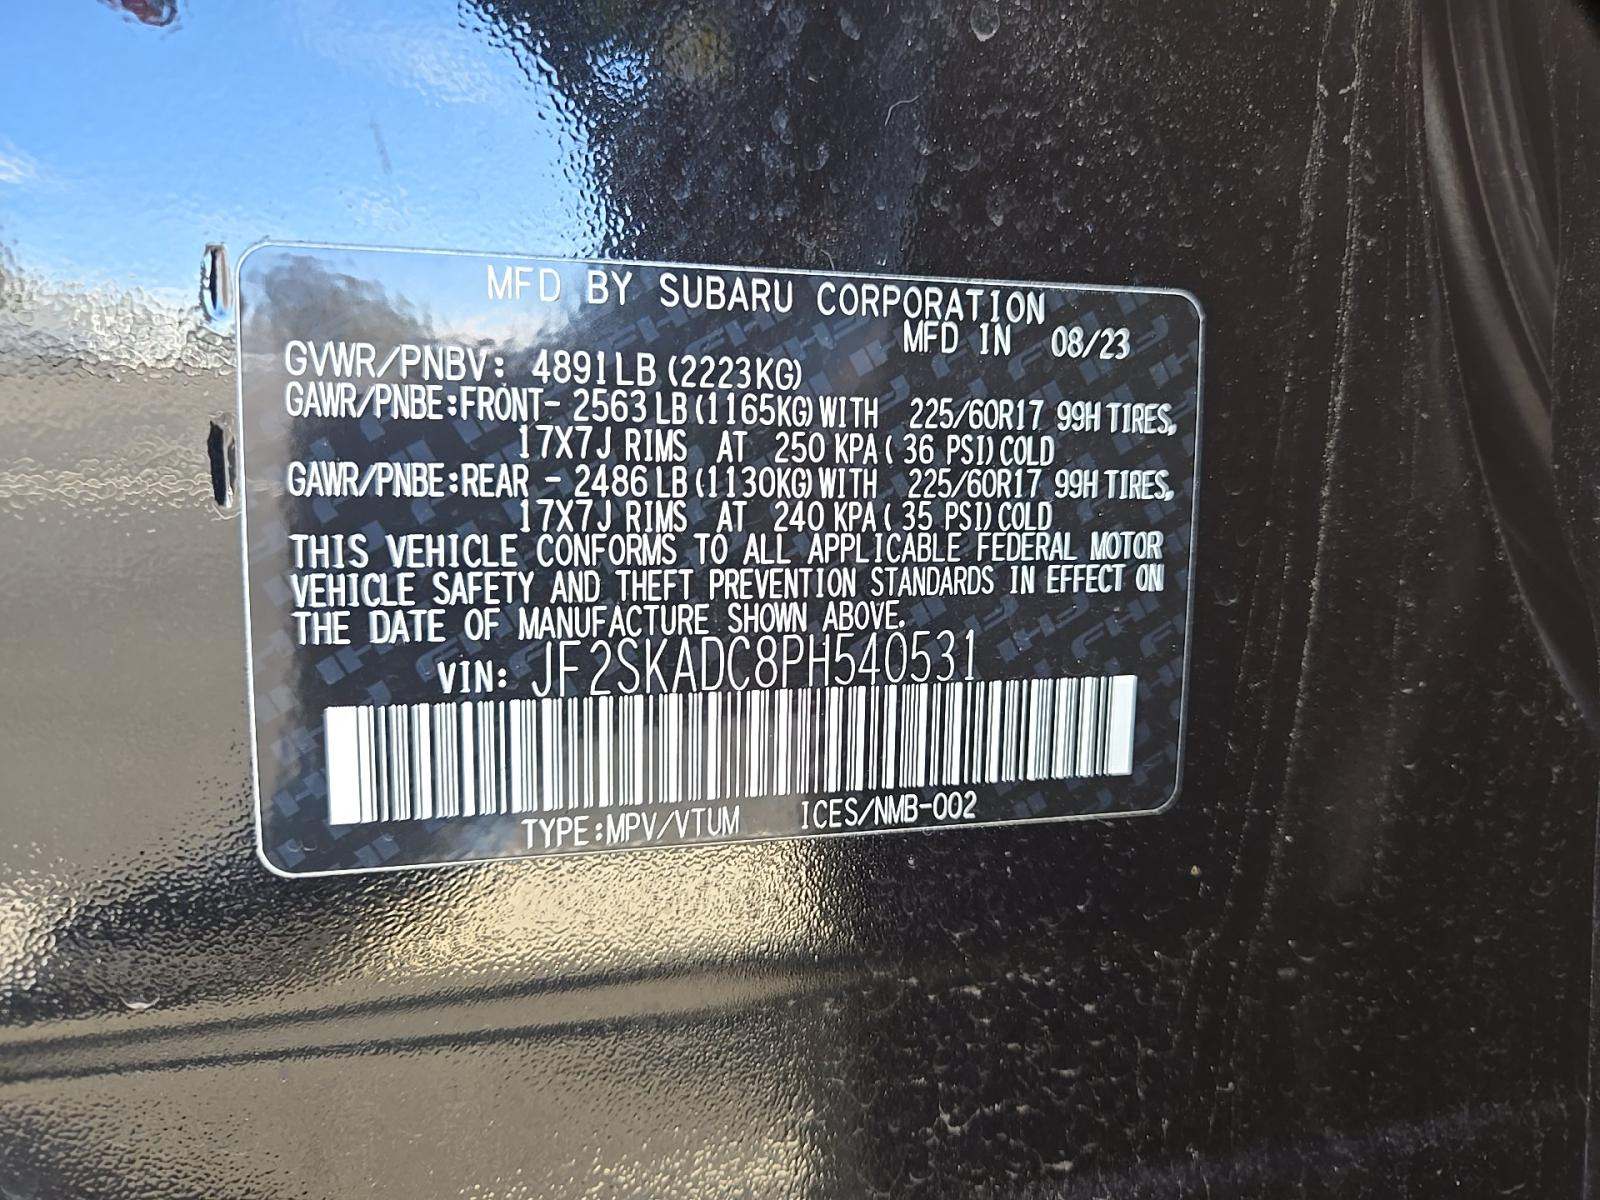 MFD BY SUBARU CORPORATION
MFD IN 08/23
GVWR/PNBV: 4891LB (2223KG)
GAWR/PNBE:FRONT- 2563 LB (1165KG) WITH 225/60R17 99H TIRES,
17X7J RIMS AT 250 KPA ( 36 PSI) COLD
GAWR/PNBE:REAR - 2486 LB (1130KG) WITH 225/60R17 99H TIRES,
17X7J RIMS AT 240 KPA ( 35 PSI) COLD
THIS VEHICLE CONFORMS TO ALL APPLICABLE FEDERAL MOTOR
VEHICLE SAFETY AND THEFT PREVENTION STANDARDS IN EFFECT ON
THE DATE OF MANUFACTURE SHOWN ABOVE.
VIN: JF2SKADC8PH540531
TYPE:MPV/VTUM ICES/NMB-002